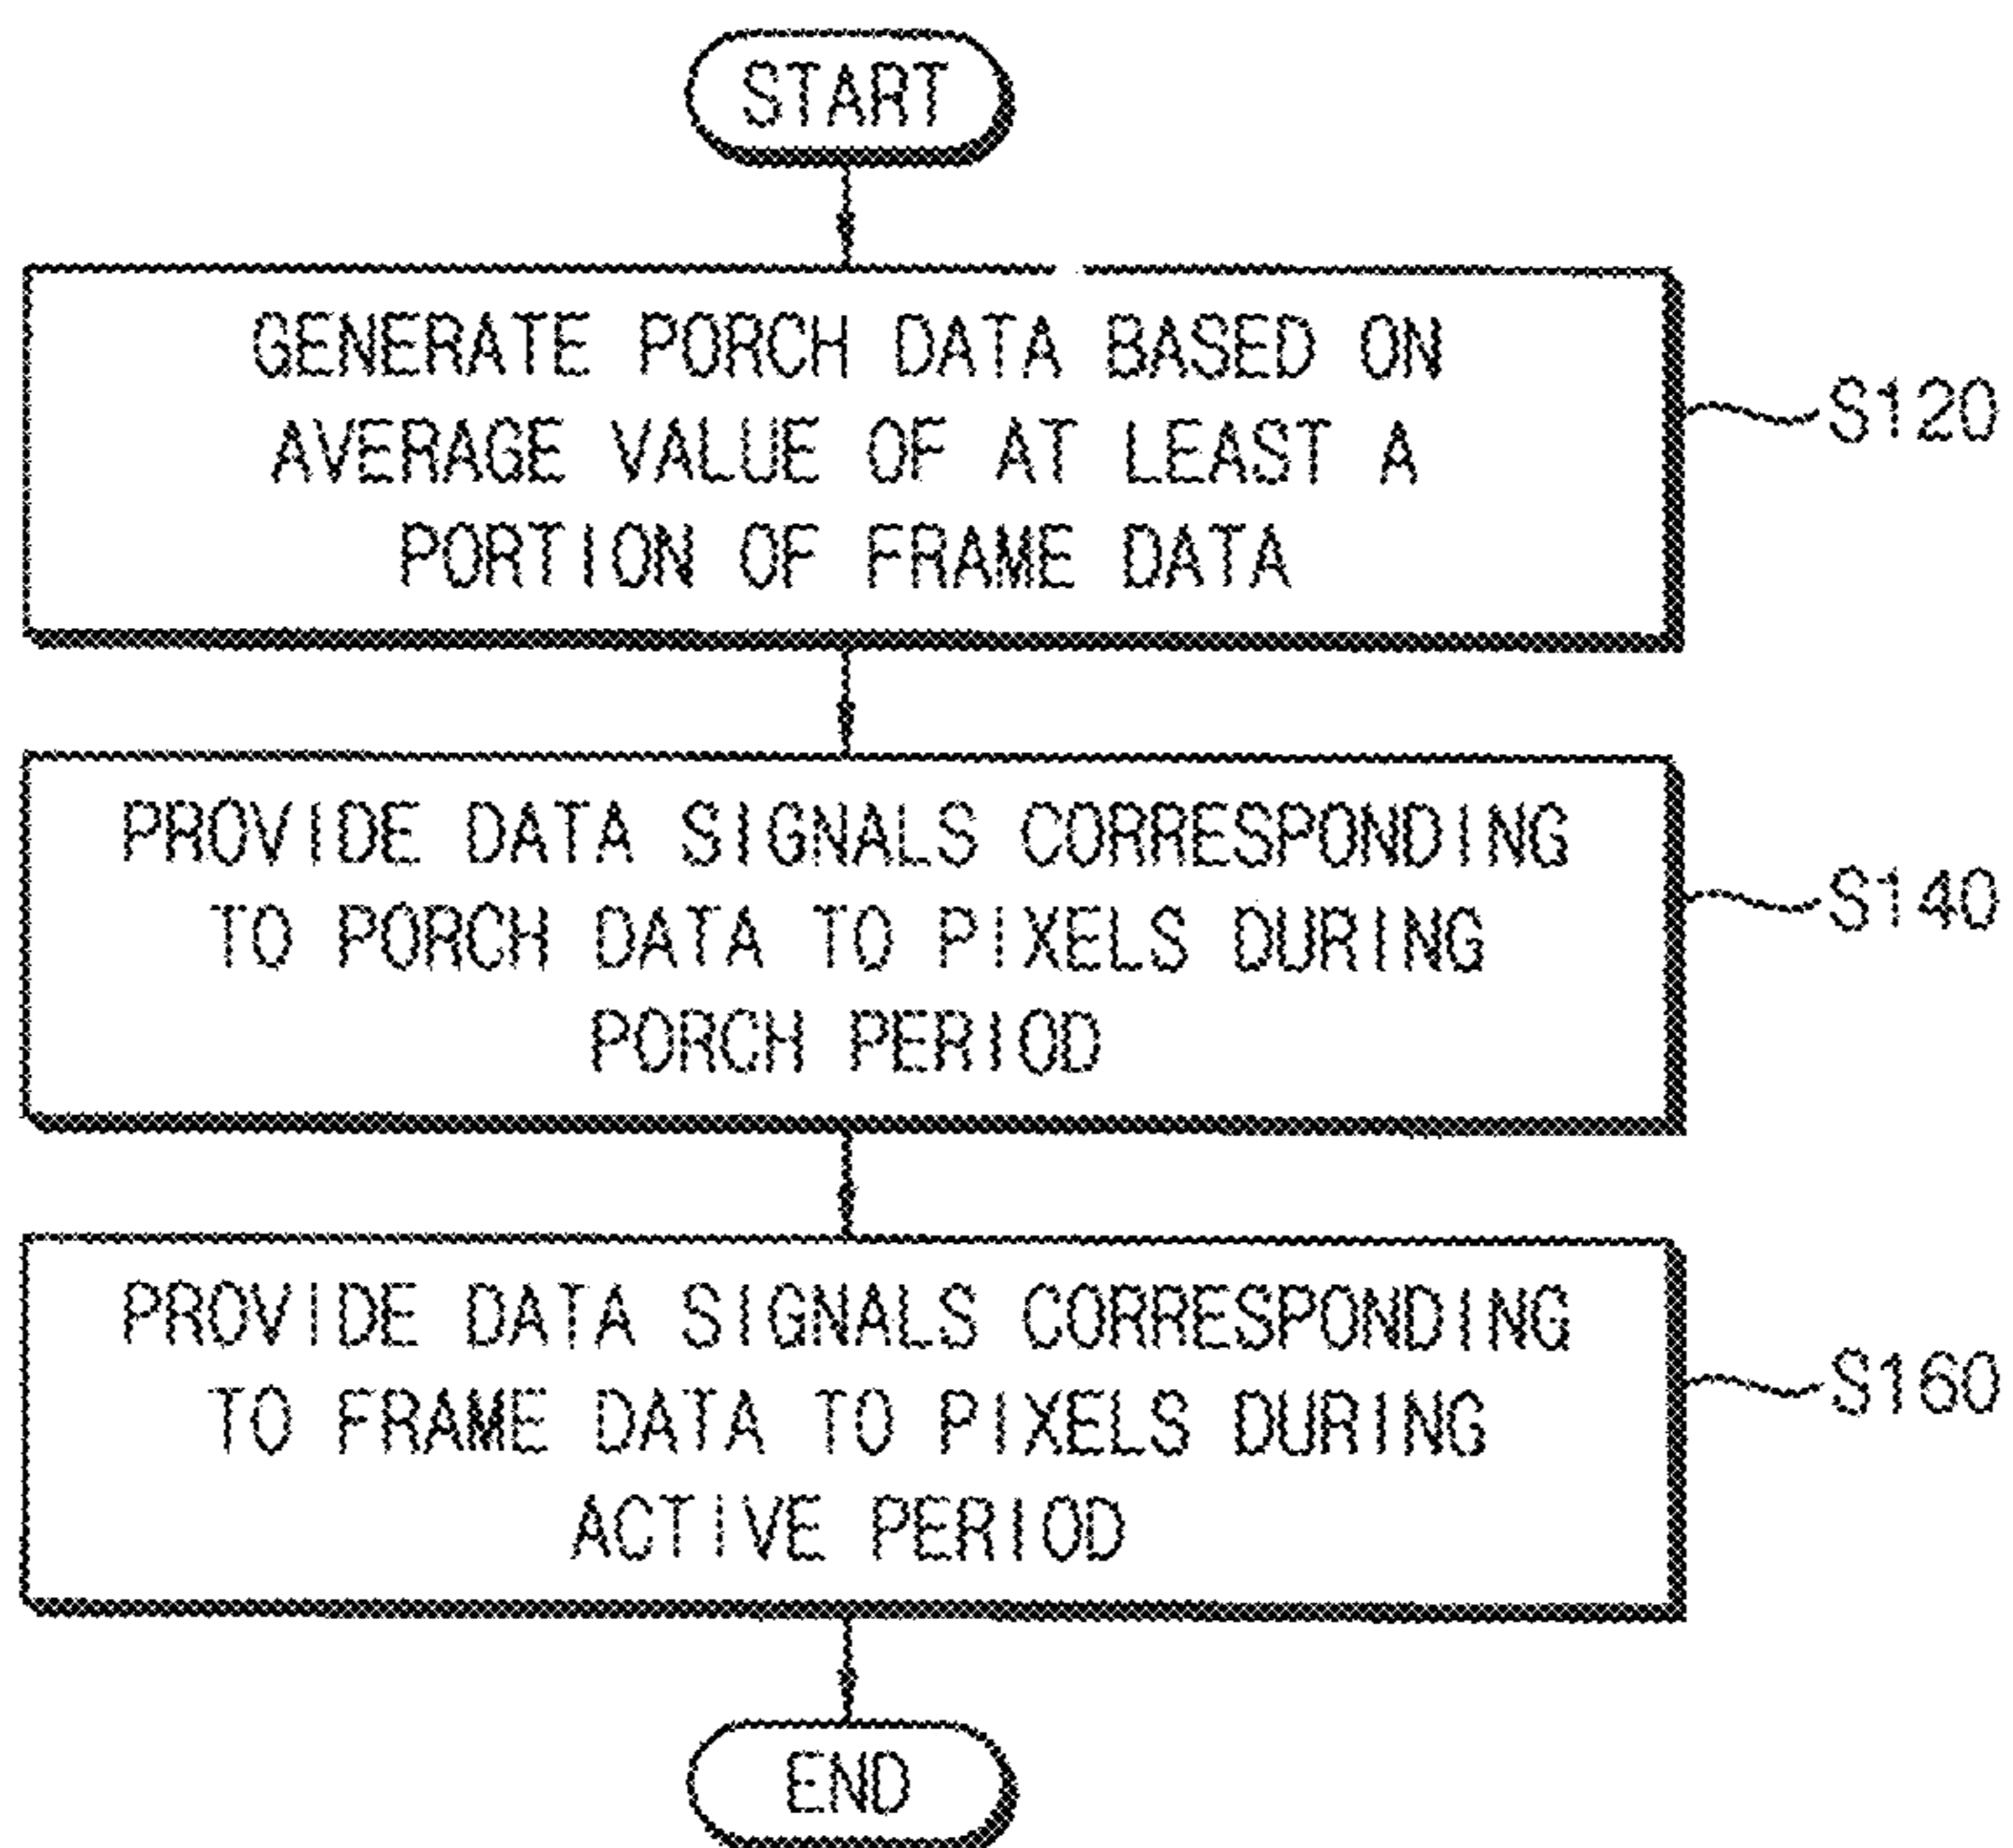 START
GENERATE PORCH DATA BASED ON
AVERAGE VALUE OF AT LEAST A
PORTION OF FRAME DATA
S120
PROVIDE DATA SIGNALS CORRESPONDING
TO PORCH DATA TO PIXELS DURING
PORCH PERIOD
S140
PROVIDE DATA SIGNALS CORRESPONDING
TO FRAME DATA TO PIXELS DURING
ACTIVE PERIOD
S160
END